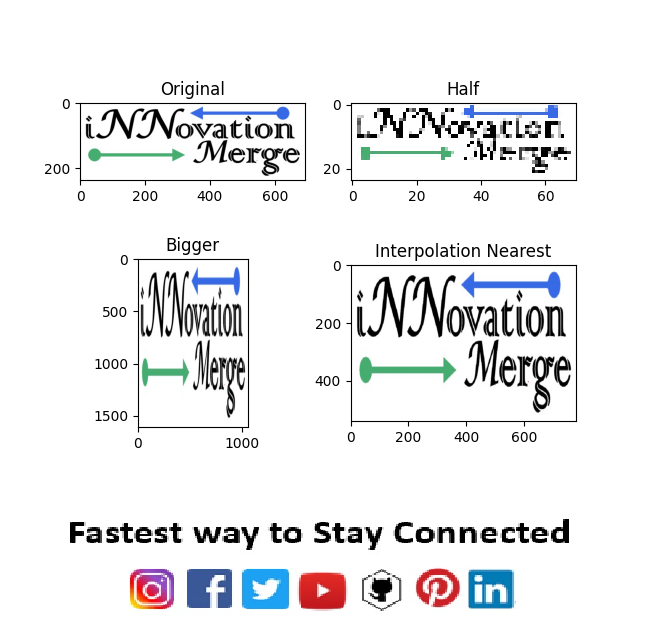 Original
0
200
0 200 400 600
iNNovation
Merge
Half
0
20
0 20 40 60
iNNovation
Merge
Bigger
0
500
1000
1500
0 1000
iNNovation
Merge
Interpolation Nearest
0
200
400
0 200 400 600
iNNovation
Merge
Fastest way to Stay Connected
f
in